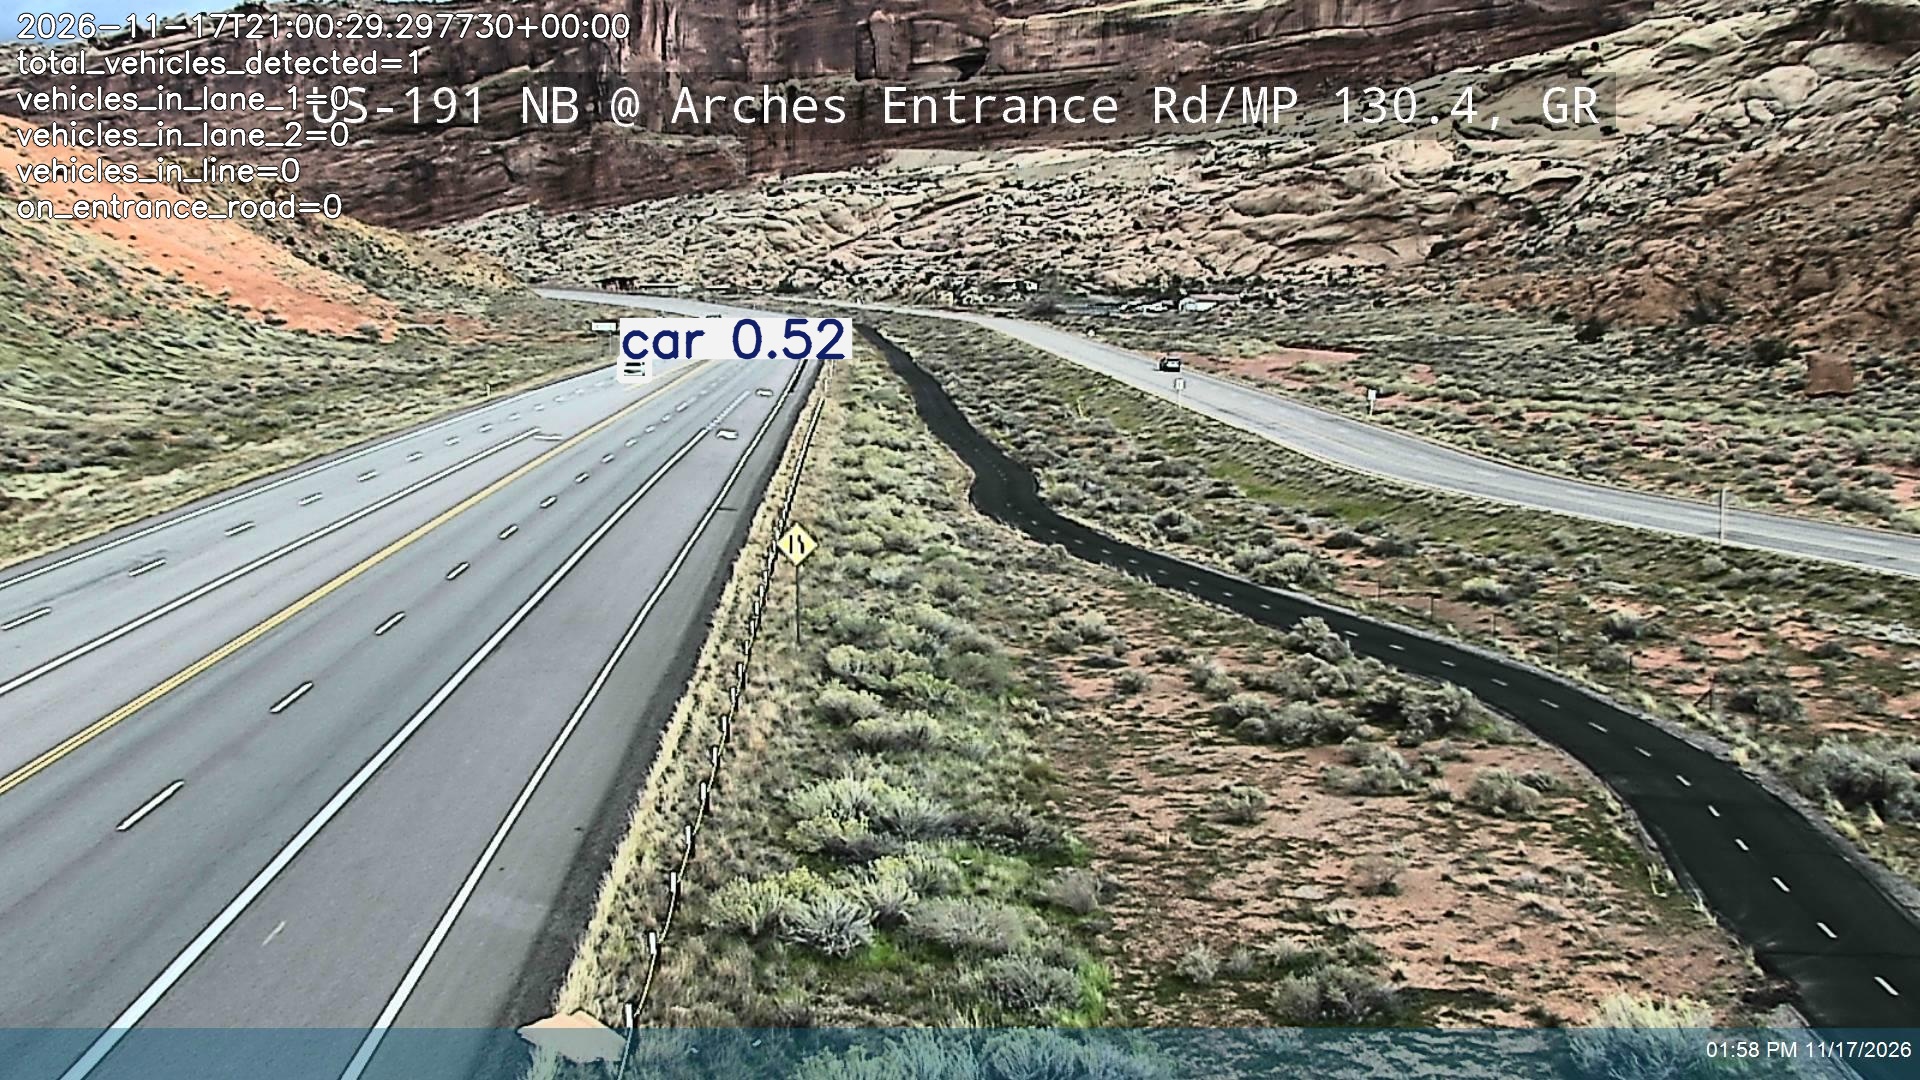 2026-11-17T21:00:29.297730+00:00
total_vehicles_detected=1
vehicles_in_lane_1=0
US-191 NB @ Arches Entrance Rd/MP 130.4, GR
vehicles_in_lane_2=0
vehicles_in_line=0
on_entrance_road=0
car 0.52
01:58 PM 11/17/2026